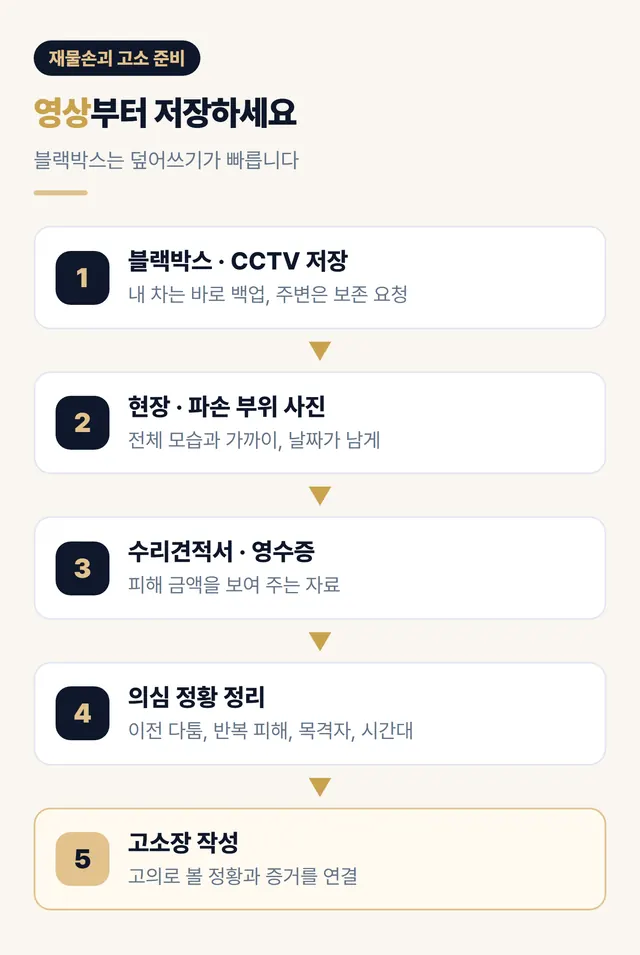 재물손괴 고소 준비
영상부터 저장하세요
블랙박스는 덮어쓰기가 빠릅니다
1
블랙박스 · CCTV 저장
내 차는 바로 백업, 주변은 보존 요청
2
현장 · 파손 부위 사진
전체 모습과 가까이, 날짜가 남게
3
수리견적서 · 영수증
피해 금액을 보여 주는 자료
4
의심 정황 정리
이전 다툼, 반복 피해, 목격자, 시간대
5
고소장 작성
고의로 볼 정황과 증거를 연결